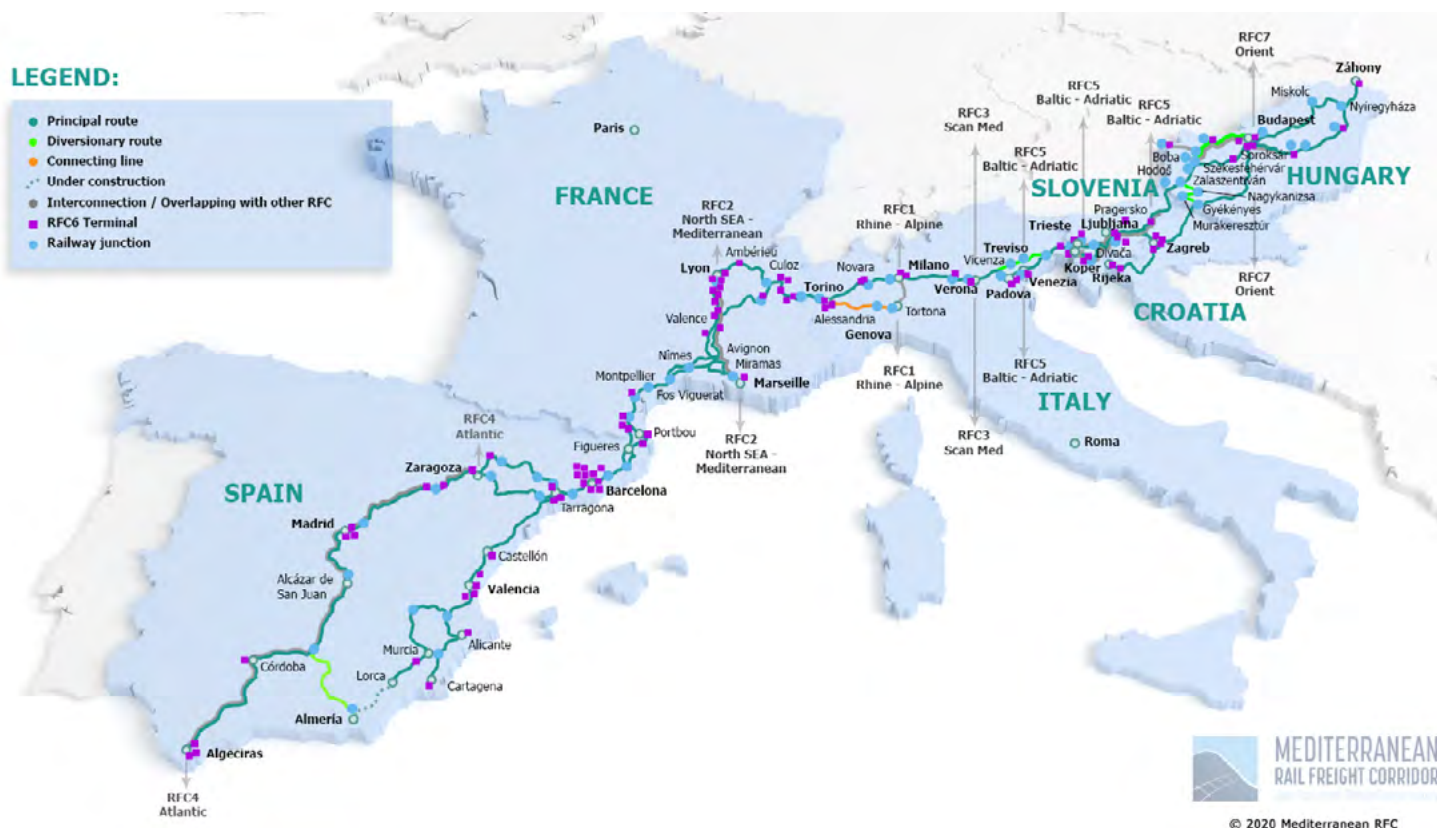 LEGEND:
Principal route
Diversionary route
Connecting line
Under construction
Interconnection / Overlapping with other RFC
RFC6 Terminal
Railway junction
Paris
FRANCE
RFC2
North SEA -
Mediterranean
Ambérieu
Lyon
Culoz
Valence
Nîmes
Avignon
Miramas
Montpellier
Marseille
Fos Viguerat
RFC2
North SEA -
Mediterranean
RFC1
Rhine - Alpine
Novara
Milano
Torino
Alessandria
Tortona
Genova
RFC1
Rhine - Alpine
RFC3
Scan Med
RFC5
Baltic - Adriatic
RFC5
Baltic - Adriatic
RFC5
Baltic - Adriatic
RFC7
Orient
Záhony
Miskolc
Nyíregyháza
Budapest
Soroksár
Boba
Székesfehérvár
HUNGARY
Hodoš
Zalaszentiván
SLOVENIA
Nagykanizsa
Pragersko
Gyékényes
Murakeresztúr
Trieste
Ljubljana
Treviso
Vicenza
Divača
Zagreb
Koper
Rijeka
Verona
Padova
Venezia
RFC7
Orient
CROATIA
RFC5
Baltic - Adriatic
ITALY
Roma
RFC3
Scan Med
RFC4
Atlantic
Portbou
Figueres
Zaragoza
SPAIN
Barcelona
Tarragona
Madrid
Castellón
Alcázar de
San Juan
Valencia
Alicante
Murcia
Córdoba
Lorca
Cartagena
Almería
Algeciras
RFC4
Atlantic
MEDITERRANEAN
RAIL FREIGHT CORRIDOR
© 2020 Mediterranean RFC